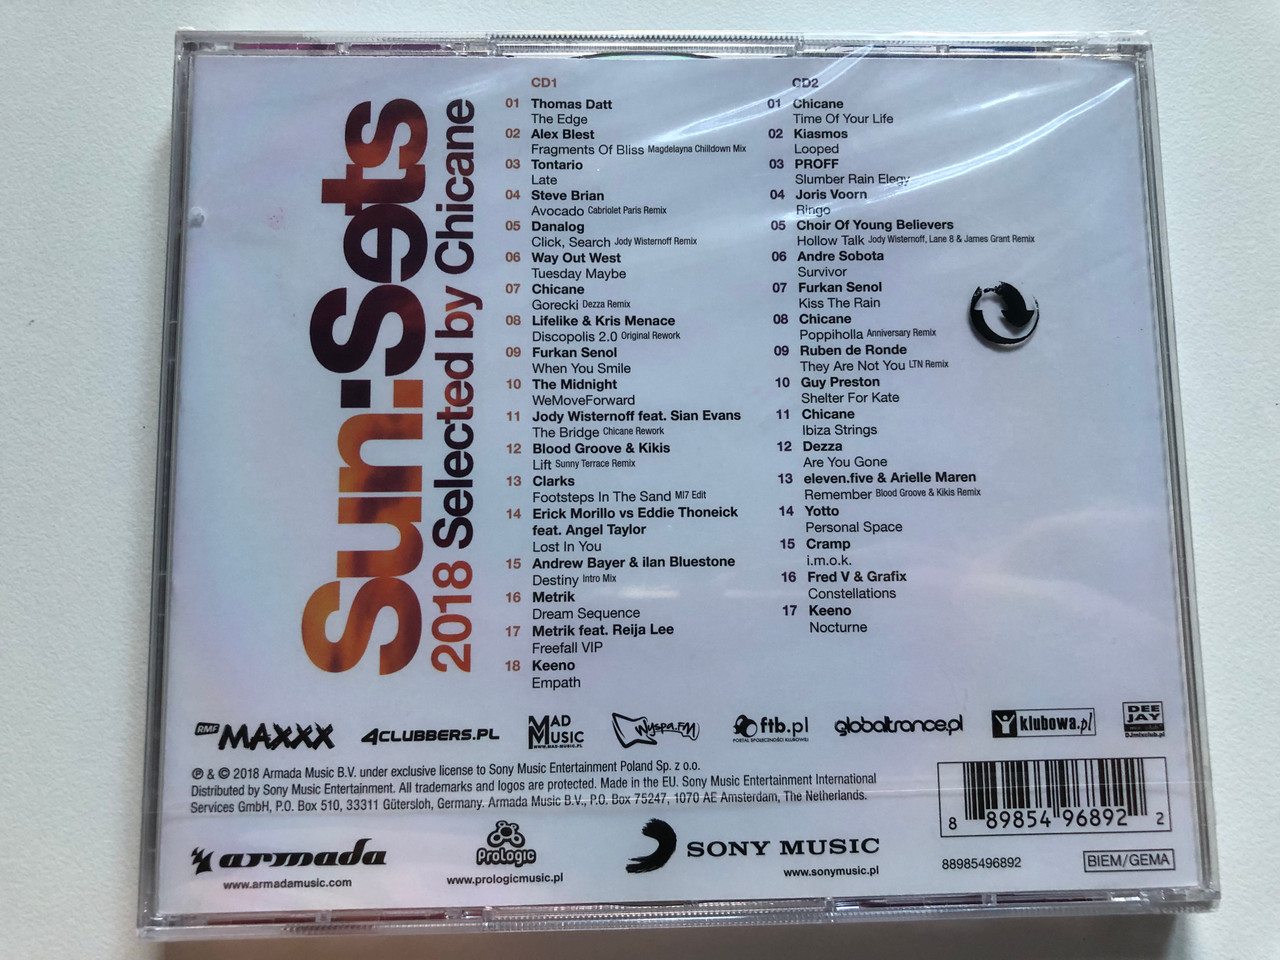 Sun:Sets
2018 Selected by Chicane
CD1
01 Thomas Datt
The Edge
02 Alex Blest
Fragments Of Bliss Magdelayna Chilldown Mix
03 Tontario
Late
04 Steve Brian
Avocado Cabriolet Paris Remix
05 Danalog
Click, Search Jody Wisternoff Remix
06 Way Out West
Tuesday Maybe
07 Chicane
Gorecki Dezza Remix
08 Lifelike & Kris Menace
Discopolis 2.0 Original Rework
09 Furkan Senol
When You Smile
10 The Midnight
WeMoveForward
11 Jody Wisternoff feat. Sian Evans
The Bridge Chicane Rework
12 Blood Groove & Kikis
Lift Sunny Terrace Remix
13 Clarks
Footsteps In The Sand MI7 Edit
14 Erick Morillo vs Eddie Thoneick
feat. Angel Taylor
Lost In You
15 Andrew Bayer & ilan Bluestone
Destiny Intro Mix
16 Metrik
Dream Sequence
17 Metrik feat. Reija Lee
Freefall VIP
18 Keeno
Empath
CD2
01 Chicane
Time Of Your Life
02 Kiasmos
Looped
03 PROFF
Slumber Rain Elegy
04 Joris Voorn
Ringo
05 Choir Of Young Believers
Hollow Talk Jody Wisternoff, Lane 8 & James Grant Remix
06 Andre Sobota
Survivor
07 Furkan Senol
Kiss The Rain
08 Chicane
Poppiholla Anniversary Remix
09 Ruben de Ronde
They Are Not You LTN Remix
10 Guy Preston
Shelter For Kate
11 Chicane
Ibiza Strings
12 Dezza
Are You Gone
13 eleven.five & Arielle Maren
Remember Blood Groove & Kikis Remix
14 Yotto
Personal Space
15 Cramp
i.m.o.k.
16 Fred V & Grafix
Constellations
17 Keeno
Nocturne
RMF MAXXX
4CLUBBERS.PL
MAD MUSIC
WWW.MAD-MUSIC.PL
Wyspa.FM
ftb.pl
PORTAL SPOŁECZNOŚCI KLUBOWEJ
globaltrance.pl
klubowa.pl
DEE JAY
DJmixclub.pl
℗ & © 2018 Armada Music B.V. under exclusive license to Sony Music Entertainment Poland Sp. z o.o.
Distributed by Sony Music Entertainment. All trademarks and logos are protected. Made in the EU. Sony Music Entertainment International
Services GmbH, P.O. Box 510, 33311 Gütersloh, Germany. Armada Music B.V., P.O. Box 75247, 1070 AE Amsterdam, The Netherlands.
8 89854 96892 2
armada
www.armadamusic.com
ProLogic
www.prologicmusic.pl
SONY MUSIC
www.sonymusic.pl
88985496892
BIEM/GEMA